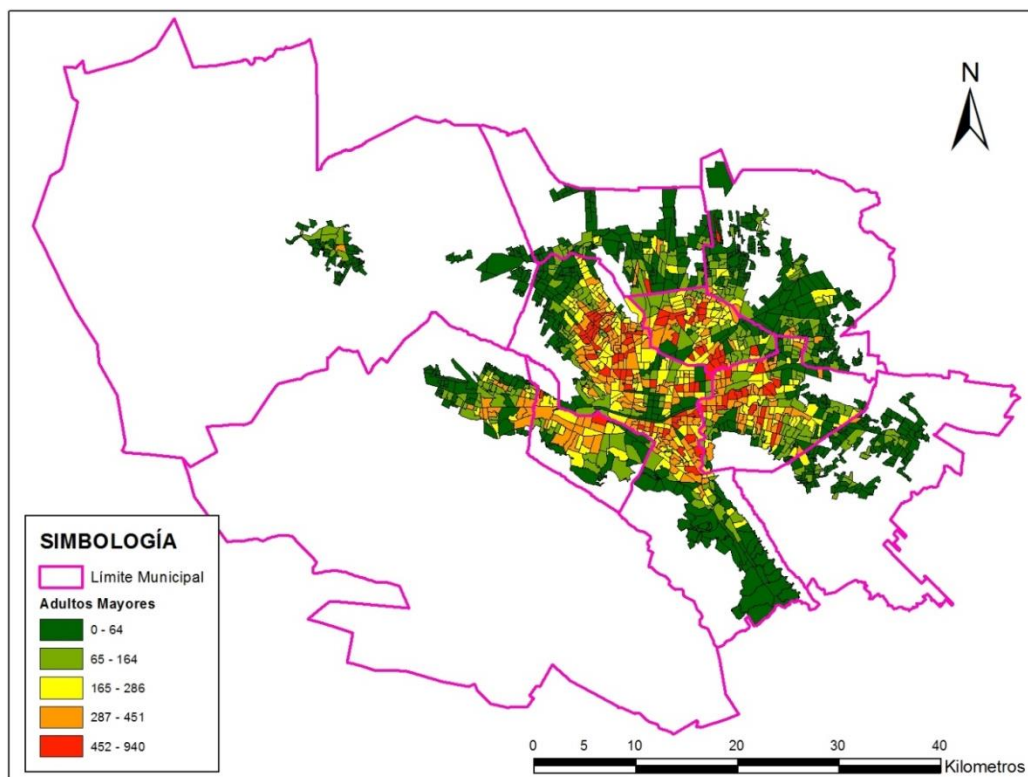 N
SIMBOLOGÍA
Límite Municipal
Adultos Mayores
0 - 64
65 - 164
165 - 286
287 - 451
452 - 940
0 5 10 20 30 40
Kilometros